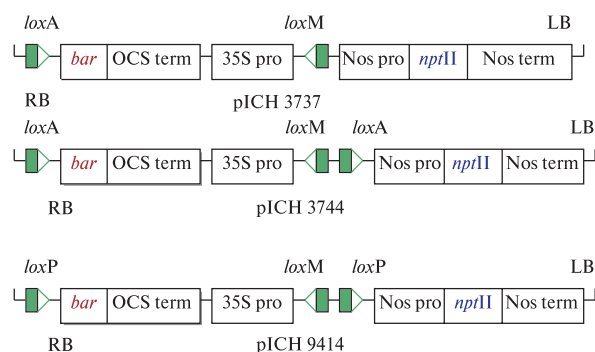 loxA loxM LB
bar OCS term 35S pro Nos pro nptII Nos term
RB pICH 3737
loxA loxM loxA LB
bar OCS term 35S pro Nos pro nptII Nos term
RB pICH 3744
loxP loxM loxP LB
bar OCS term 35S pro Nos pro nptII Nos term
RB pICH 9414